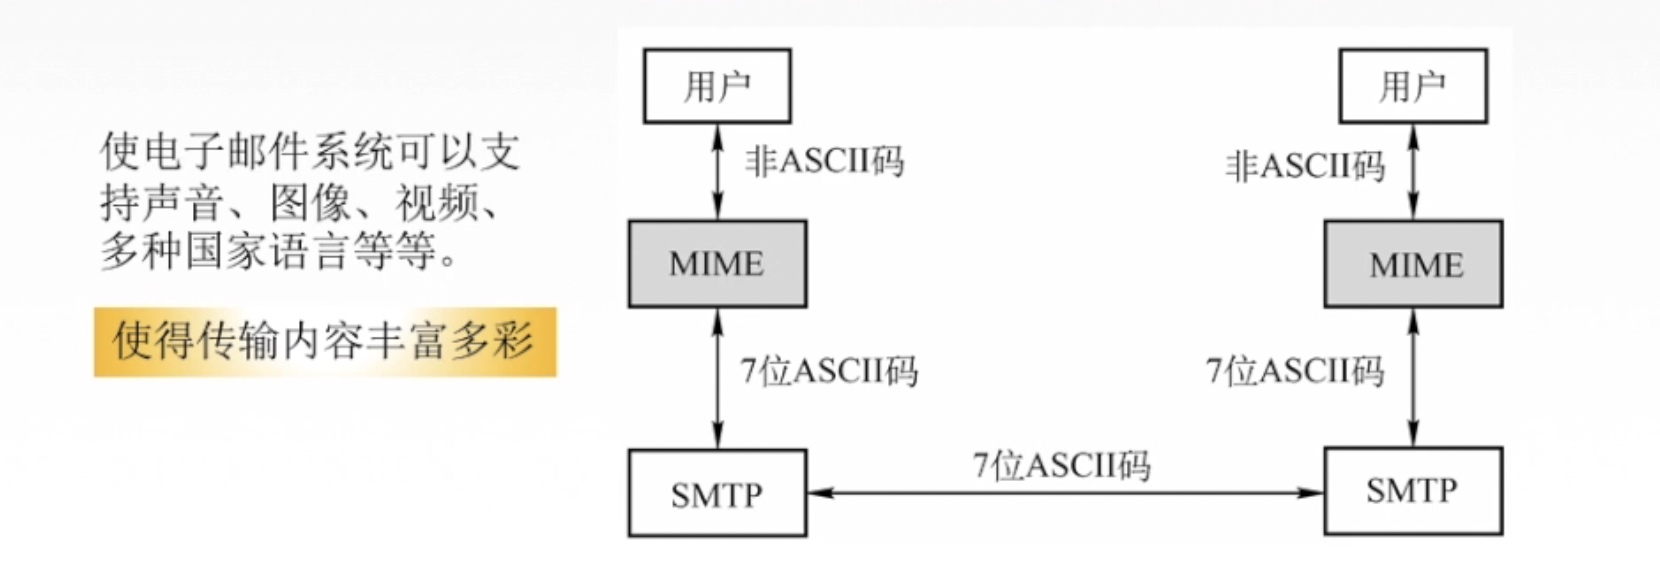 使电子邮件系统可以支
持声音、图像、视频、
多种国家语言等等。
使得传输内容丰富多彩
用户
用户
非ASCII码
非ASCII码
MIME
MIME
7位ASCII码
7位ASCII码
7位ASCII码
SMTP
SMTP